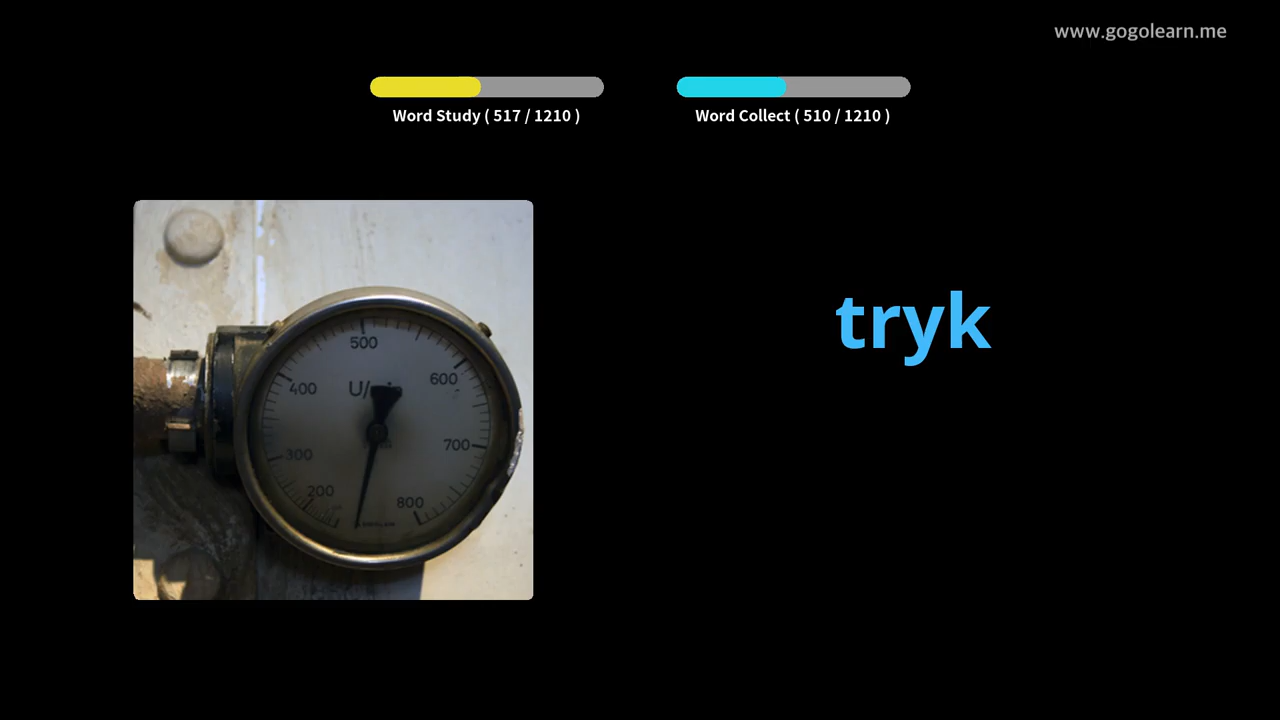 www.gogolearn.me
Word Study ( 517 / 1210 )
Word Collect ( 510 / 1210 )
tryk
500
400
600
U/min
300
700
200
800